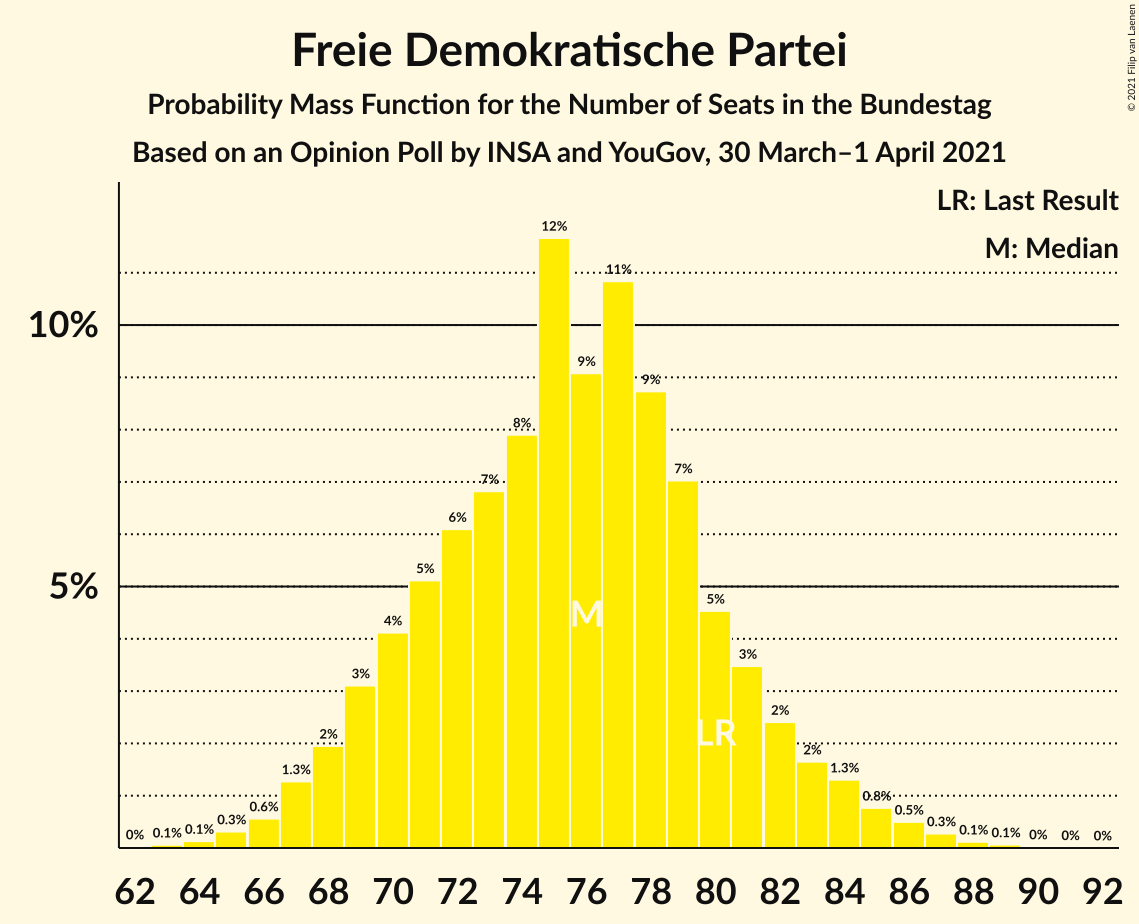 Freie Demokratische Partei
Probability Mass Function for the Number of Seats in the Bundestag
Based on an Opinion Poll by INSA and YouGov, 30 March–1 April 2021
© 2021 Filip van Laenen
LR: Last Result
M: Median
10%
5%
0% 0.1% 0.1% 0.3% 0.6% 1.3% 2% 3% 4% 5% 6% 7% 8% 12% 9% 11% 9% 7% 5% 3% 2% 2% 1.3% 0.8% 0.5% 0.3% 0.1% 0.1% 0% 0% 0%
M
LR
62 64 66 68 70 72 74 76 78 80 82 84 86 88 90 92